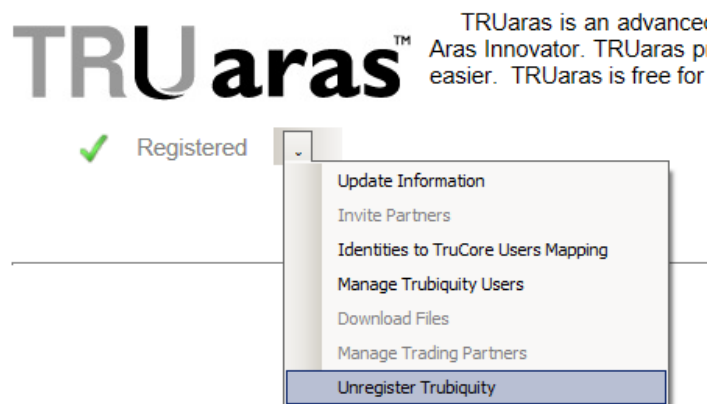 TRUaras™
TRUaras is an advanced
Aras Innovator. TRUaras
easier. TRUaras is free for
Registered
Update Information
Invite Partners
Identities to TruCore Users Mapping
Manage Trubiquity Users
Download Files
Manage Trading Partners
Unregister Trubiquity